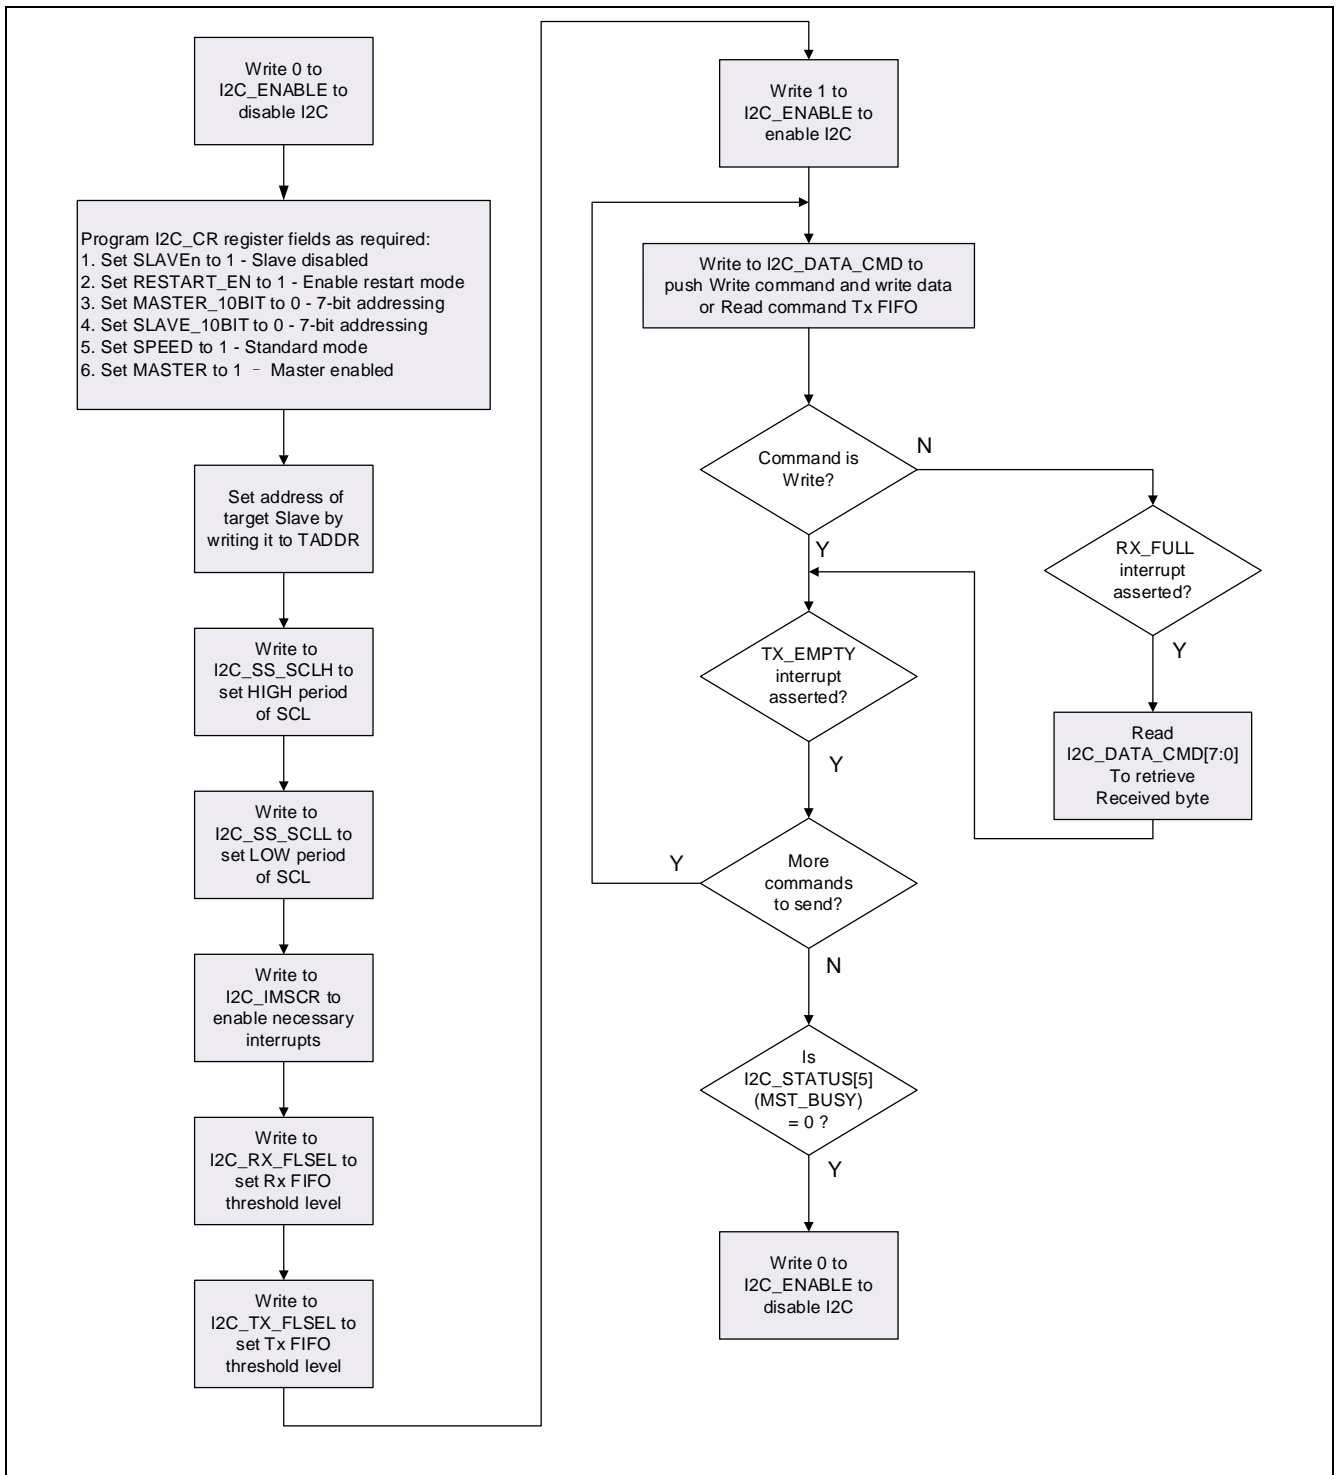 Write 0 to
I2C_ENABLE to
disable I2C
Program I2C_CR register fields as required:
1. Set SLAVEn to 1 - Slave disabled
2. Set RESTART_EN to 1 - Enable restart mode
3. Set MASTER_10BIT to 0 - 7-bit addressing
4. Set SLAVE_10BIT to 0 - 7-bit addressing
5. Set SPEED to 1 - Standard mode
6. Set MASTER to 1 – Master enabled
Set address of
target Slave by
writing it to TADDR
Write to
I2C_SS_SCLH to
set HIGH period
of SCL
Write to
I2C_SS_SCLL to
set LOW period
of SCL
Write to
I2C_IMSCR to
enable necessary
interrupts
Write to
I2C_RX_FLSEL to
set Rx FIFO
threshold level
Write to
I2C_TX_FLSEL to
set Tx FIFO
threshold level
Write 1 to
I2C_ENABLE to
enable I2C
Write to I2C_DATA_CMD to
push Write command and write data
or Read command Tx FIFO
Command is
Write?
N
Y
RX_FULL
interrupt
asserted?
Y
Read
I2C_DATA_CMD[7:0]
To retrieve
Received byte
TX_EMPTY
interrupt
asserted?
Y
More
commands
to send?
Y
N
Is
I2C_STATUS[5]
(MST_BUSY)
= 0 ?
Y
Write 0 to
I2C_ENABLE to
disable I2C